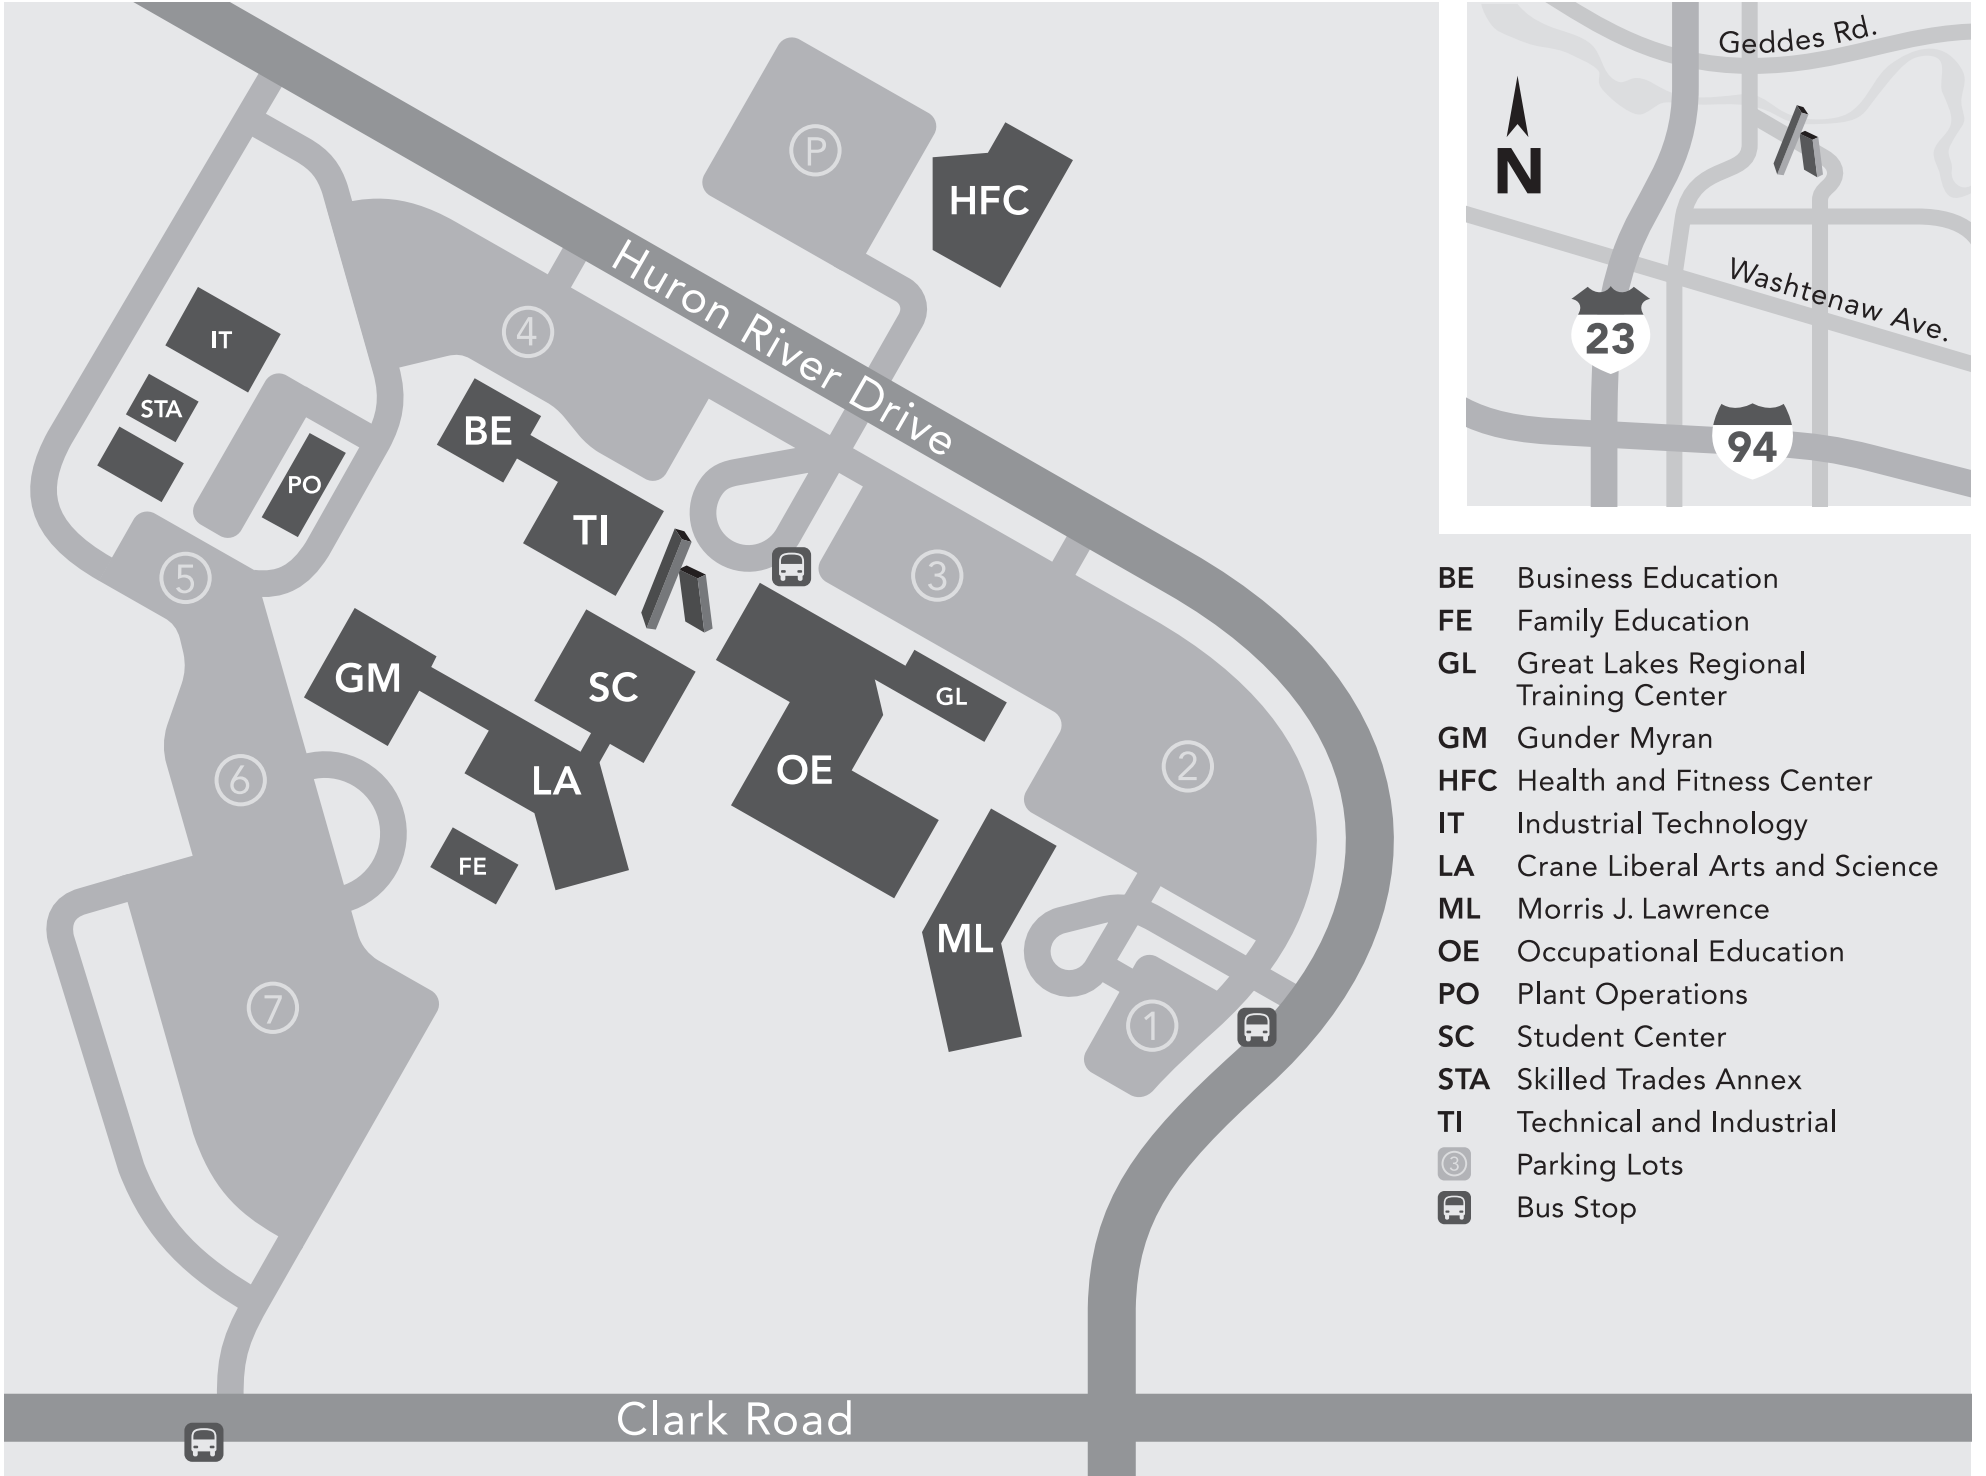 P
HFC
Huron River Drive
4
IT
STA
BE
PO
TI
3
5
GM
SC
GL
OE
2
6
LA
FE
ML
7
1
Clark Road
Geddes Rd.
N
Washtenaw Ave.
23
94
BE Business Education
FE Family Education
GL Great Lakes Regional
Training Center
GM Gunder Myran
HFC Health and Fitness Center
IT Industrial Technology
LA Crane Liberal Arts and Science
ML Morris J. Lawrence
OE Occupational Education
PO Plant Operations
SC Student Center
STA Skilled Trades Annex
TI Technical and Industrial
3 Parking Lots
Bus Stop